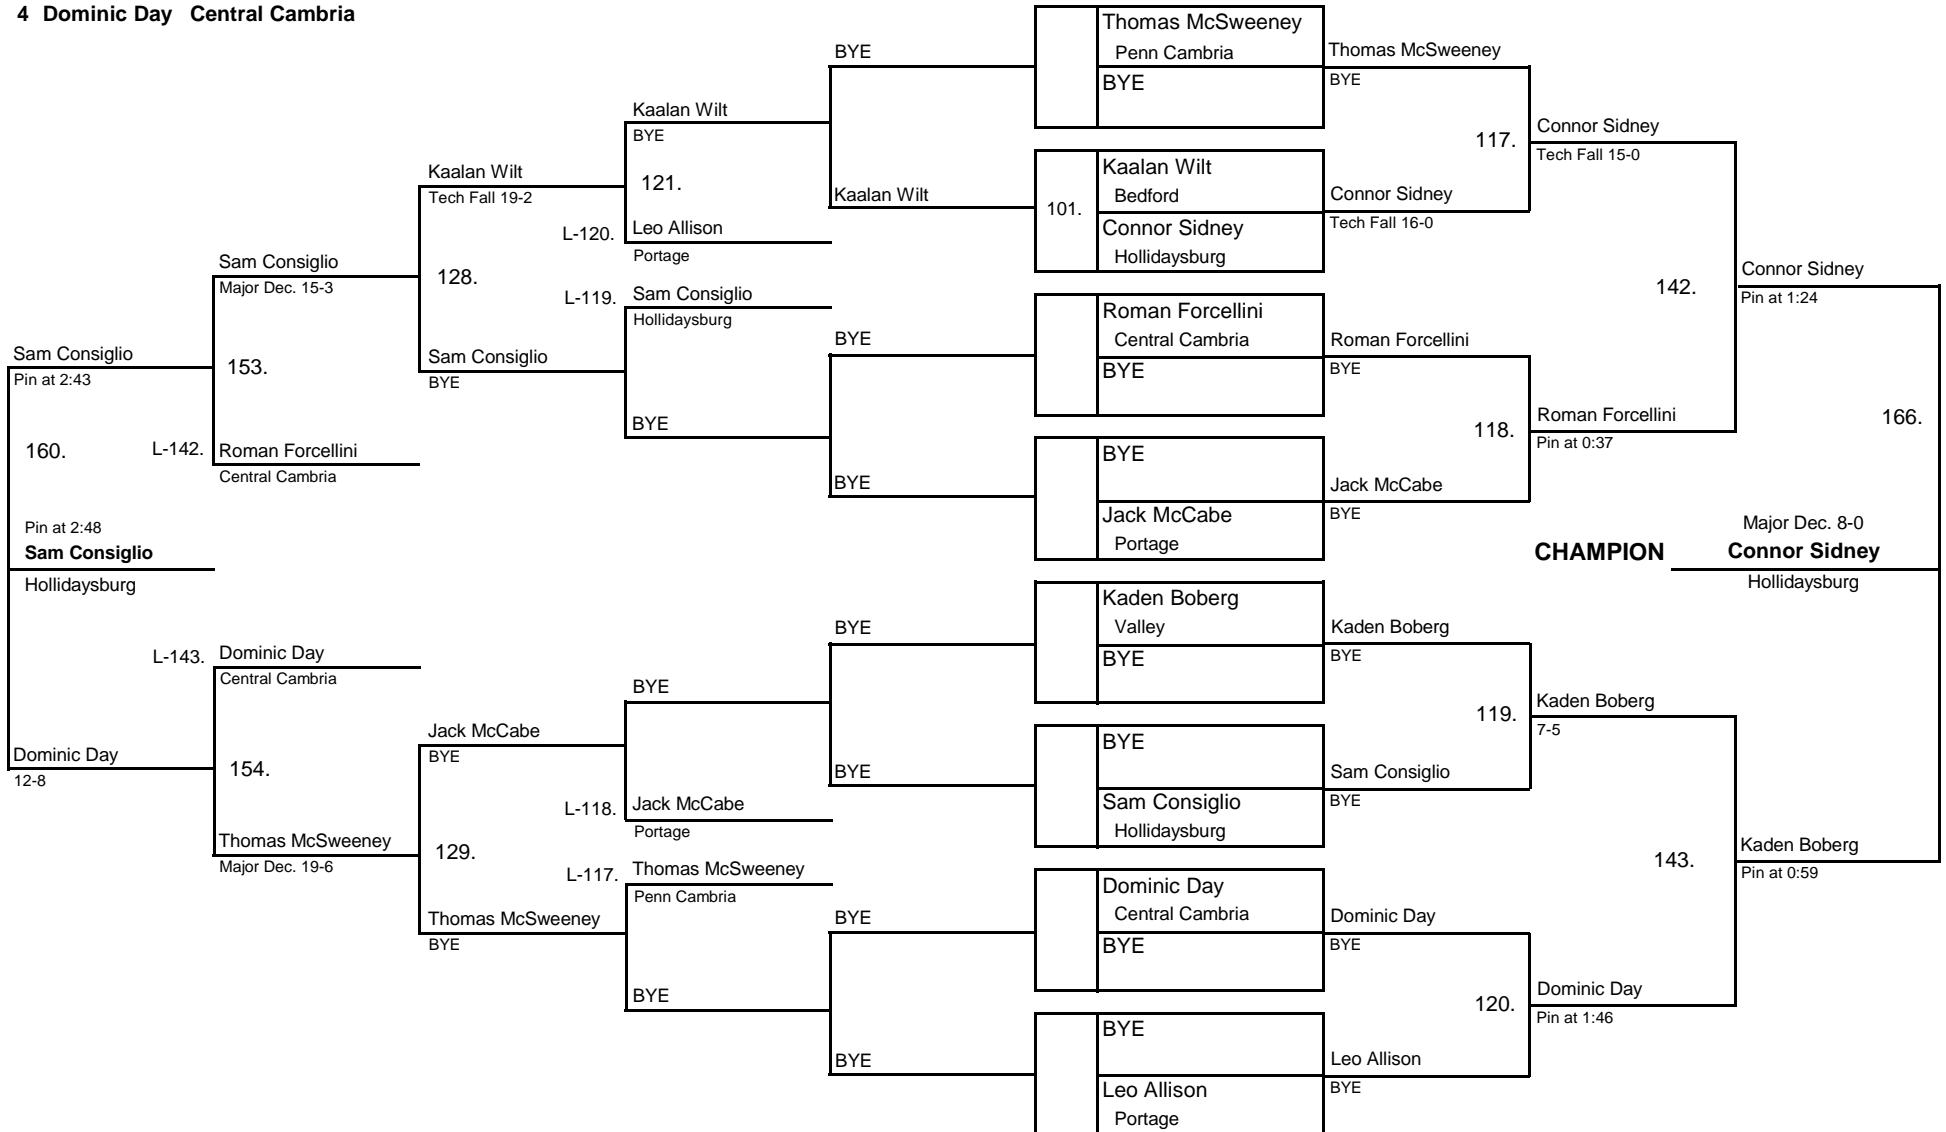 4 Dominic Day Central Cambria
Thomas McSweeney
Penn Cambria
BYE
Thomas McSweeney
BYE
BYE
Kaalan Wilt
BYE
117.
Connor Sidney
Tech Fall 15-0
Kaalan Wilt
Tech Fall 19-2
121.
Kaalan Wilt
101.
Kaalan Wilt
Bedford
Connor Sidney
Hollidaysburg
Connor Sidney
Tech Fall 16-0
L-120.
Leo Allison
Portage
Sam Consiglio
Major Dec. 15-3
128.
L-119.
Sam Consiglio
Hollidaysburg
142.
Connor Sidney
Pin at 1:24
Roman Forcellini
Central Cambria
BYE
Roman Forcellini
BYE
BYE
Sam Consiglio
Pin at 2:43
153.
Sam Consiglio
BYE
BYE
118.
Roman Forcellini
Pin at 0:37
166.
160.
L-142.
Roman Forcellini
Central Cambria
BYE
BYE
Jack McCabe
Portage
Jack McCabe
BYE
Pin at 2:48
Sam Consiglio
Hollidaysburg
CHAMPION
Major Dec. 8-0
Connor Sidney
Hollidaysburg
Kaden Boberg
Valley
BYE
Kaden Boberg
BYE
BYE
L-143.
Dominic Day
Central Cambria
BYE
119.
Kaden Boberg
7-5
Jack McCabe
BYE
Dominic Day
12-8
154.
BYE
BYE
Sam Consiglio
Hollidaysburg
Sam Consiglio
BYE
L-118.
Jack McCabe
Portage
Thomas McSweeney
Major Dec. 19-6
129.
L-117.
Thomas McSweeney
Penn Cambria
143.
Kaden Boberg
Pin at 0:59
Dominic Day
Central Cambria
BYE
Dominic Day
BYE
BYE
Thomas McSweeney
BYE
BYE
120.
Dominic Day
Pin at 1:46
BYE
BYE
Leo Allison
Portage
Leo Allison
BYE